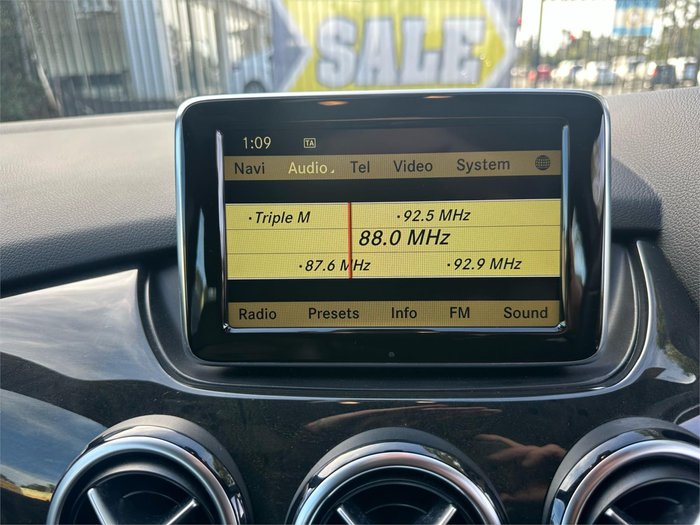 SALE
1:09 TA
Navi Audio Tel Video System
·Triple M ·92.5 MHz
88.0 MHz
·87.6 MHz ·92.9 MHz
Radio Presets Info FM Sound